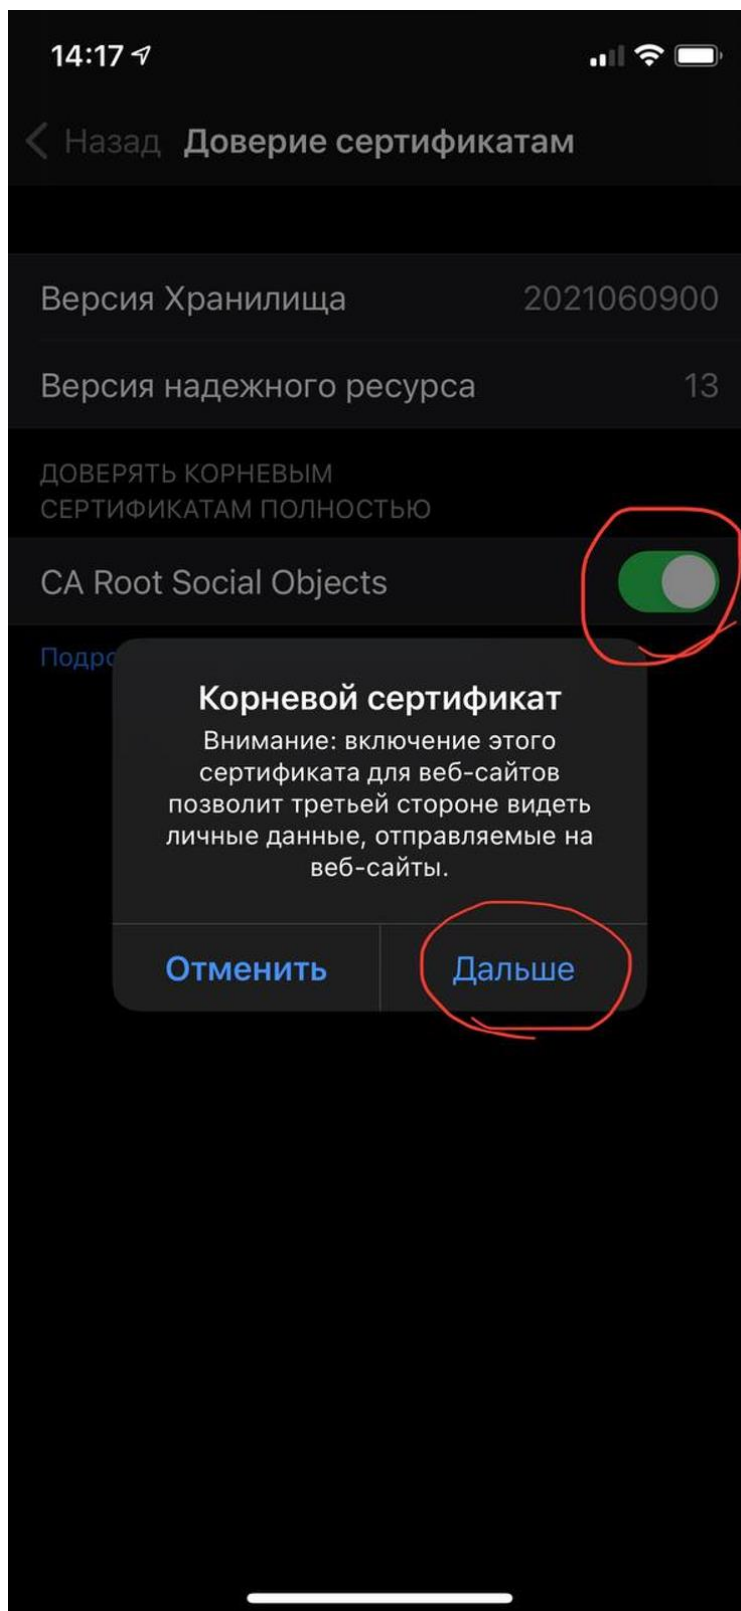 14:17
Назад Доверие сертификатам
Версия Хранилища 2021060900
Версия надежного ресурса 13
ДОВЕРЯТЬ КОРНЕВЫМ
СЕРТИФИКАТАМ ПОЛНОСТЬЮ
CA Root Social Objects
Корневой сертификат
Внимание: включение этого
сертификата для веб-сайтов
позволит третьей стороне видеть
личные данные, отправляемые на
веб-сайты.
Отменить Дальше